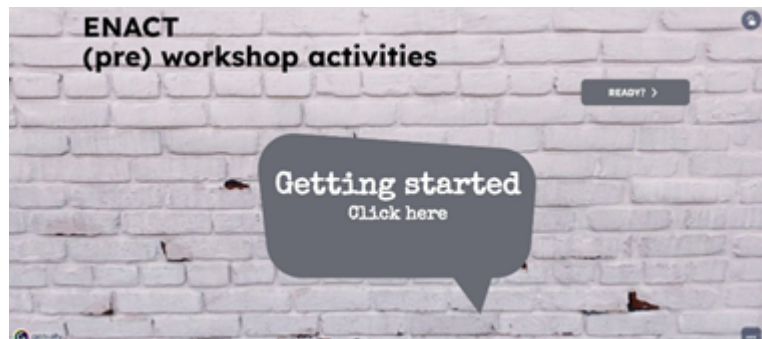 ENACT
(pre) workshop activities
READY? >
Getting started
Click here